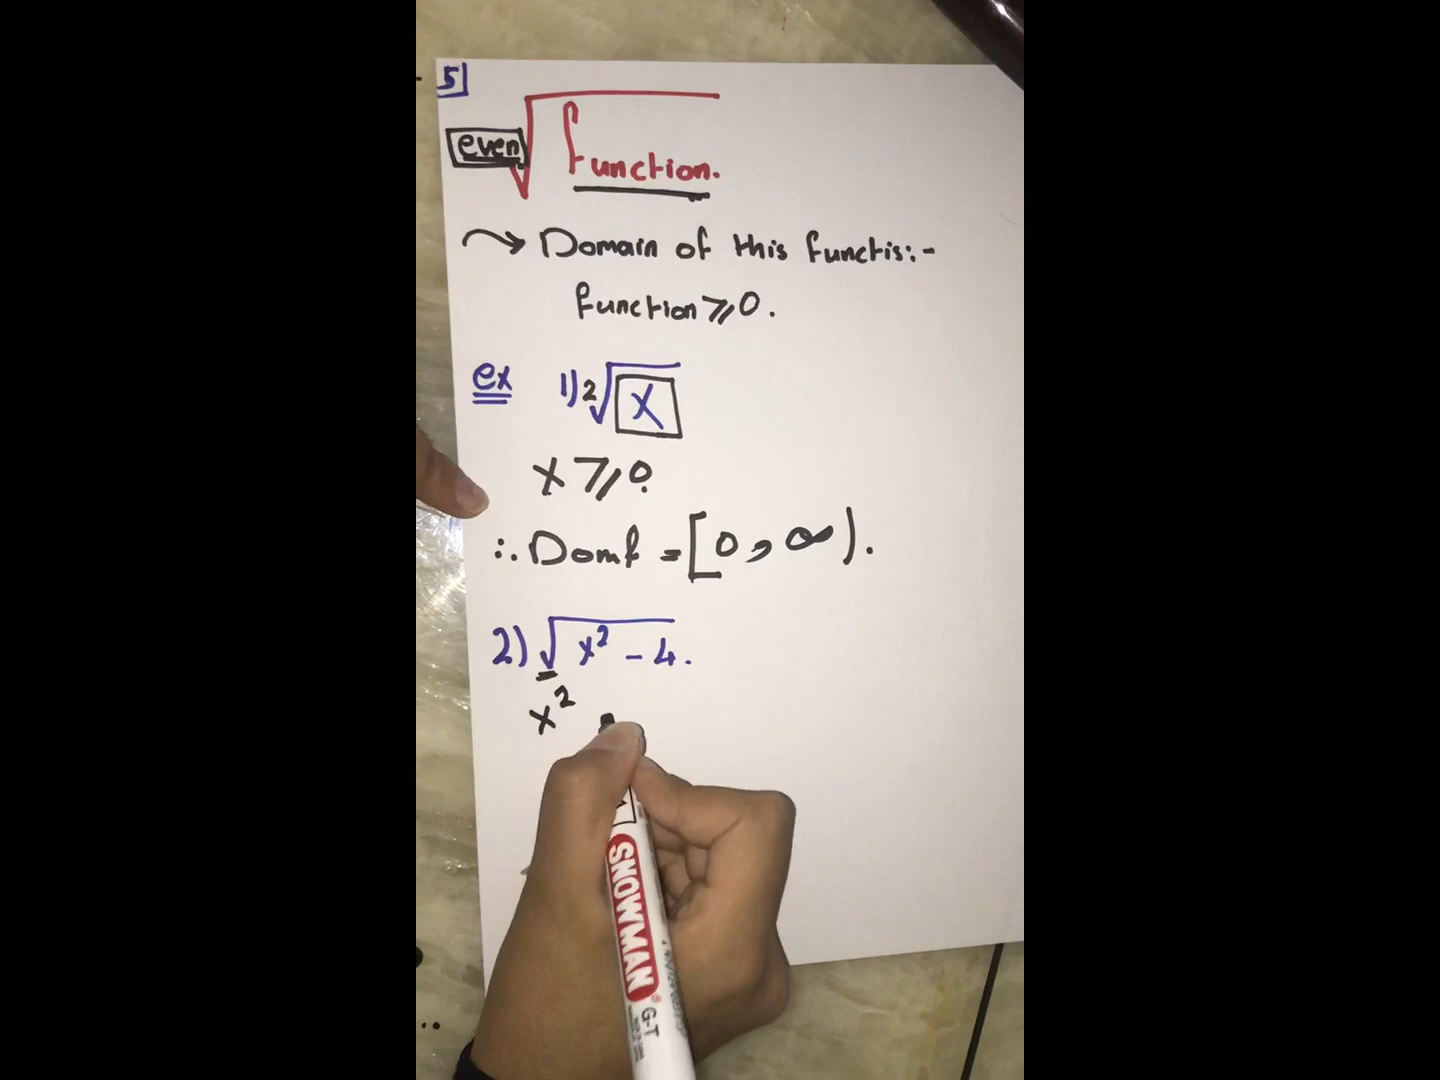 5
even√function.
→ Domain of this functis:-
function ⩾ 0.
ex 1) ²√x
x ⩾ 0.
∴ Domf = [0, ∞).
2) √x² - 4.
x²
SNOWMAN® G-T